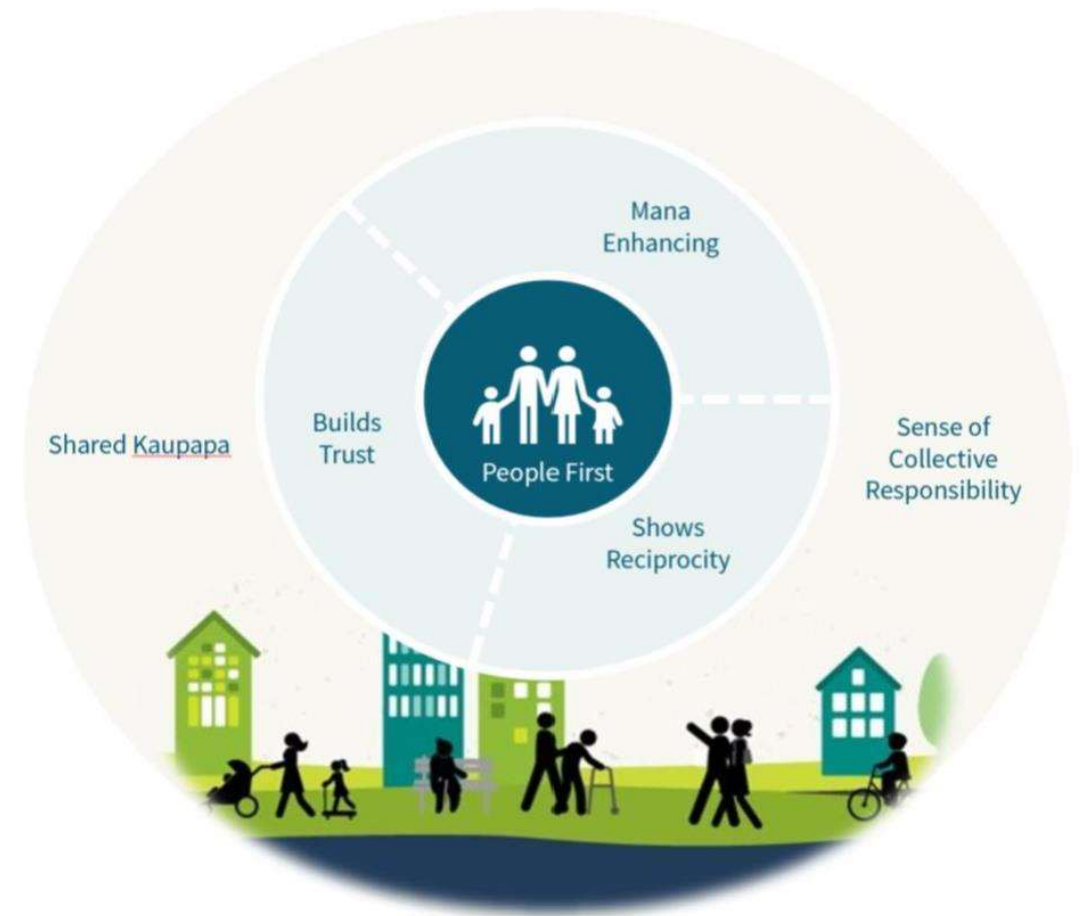 Mana
Enhancing
Builds
Trust
People First
Shows
Reciprocity
Shared Kaupapa
Sense of
Collective
Responsibility